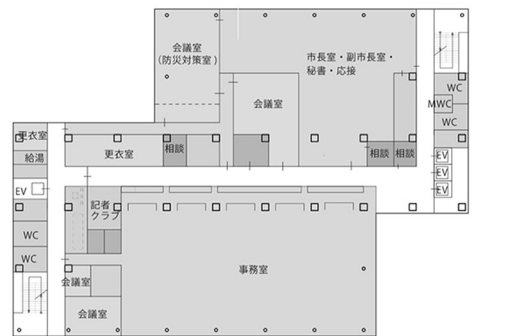 会議室
(防災対策室)
市長室・副市長室・
秘書・応接
会議室
WC
MWC
WC
更衣室
給湯
更衣室
相談
相談
相談
EV
EV
EV
EV
記者
クラブ
WC
WC
事務室
会議室
会議室